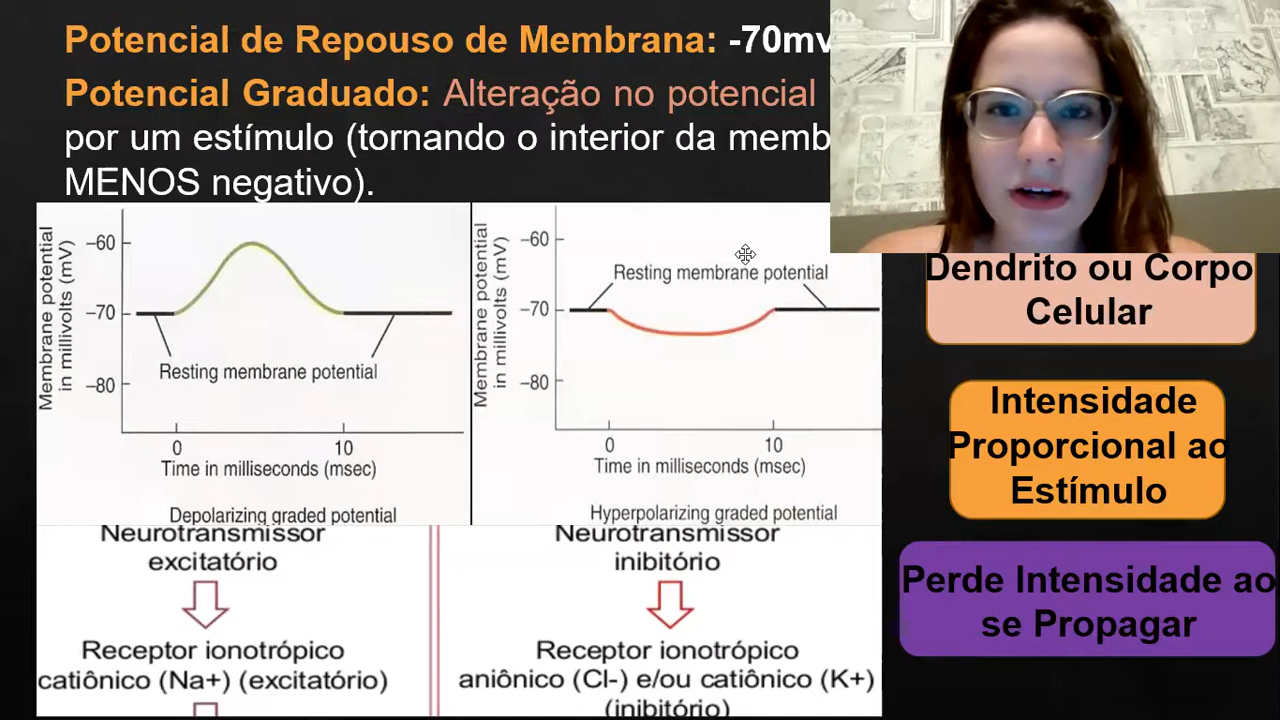 Potencial de Repouso de Membrana: -70mv
Potencial Graduado: Alteração no potencial
por um estímulo (tornando o interior da memb
MENOS negativo).
Membrane potential
in millivolts (mV)
−60
−70
−80
Resting membrane potential
0
10
Time in milliseconds (msec)
Depolarizing graded potential
Membrane potential
in millivolts (mV)
−60
−70
−80
Resting membrane potential
0
10
Time in milliseconds (msec)
Hyperpolarizing graded potential
Neurotransmissor
excitatório
Receptor ionotrópico
catiônico (Na+) (excitatório)
Neurotransmissor
inibitório
Receptor ionotrópico
aniônico (Cl-) e/ou catiônico (K+)
(inibitório)
Dendrito ou Corpo
Celular
Intensidade
Proporcional ao
Estímulo
Perde Intensidade ao
se Propagar